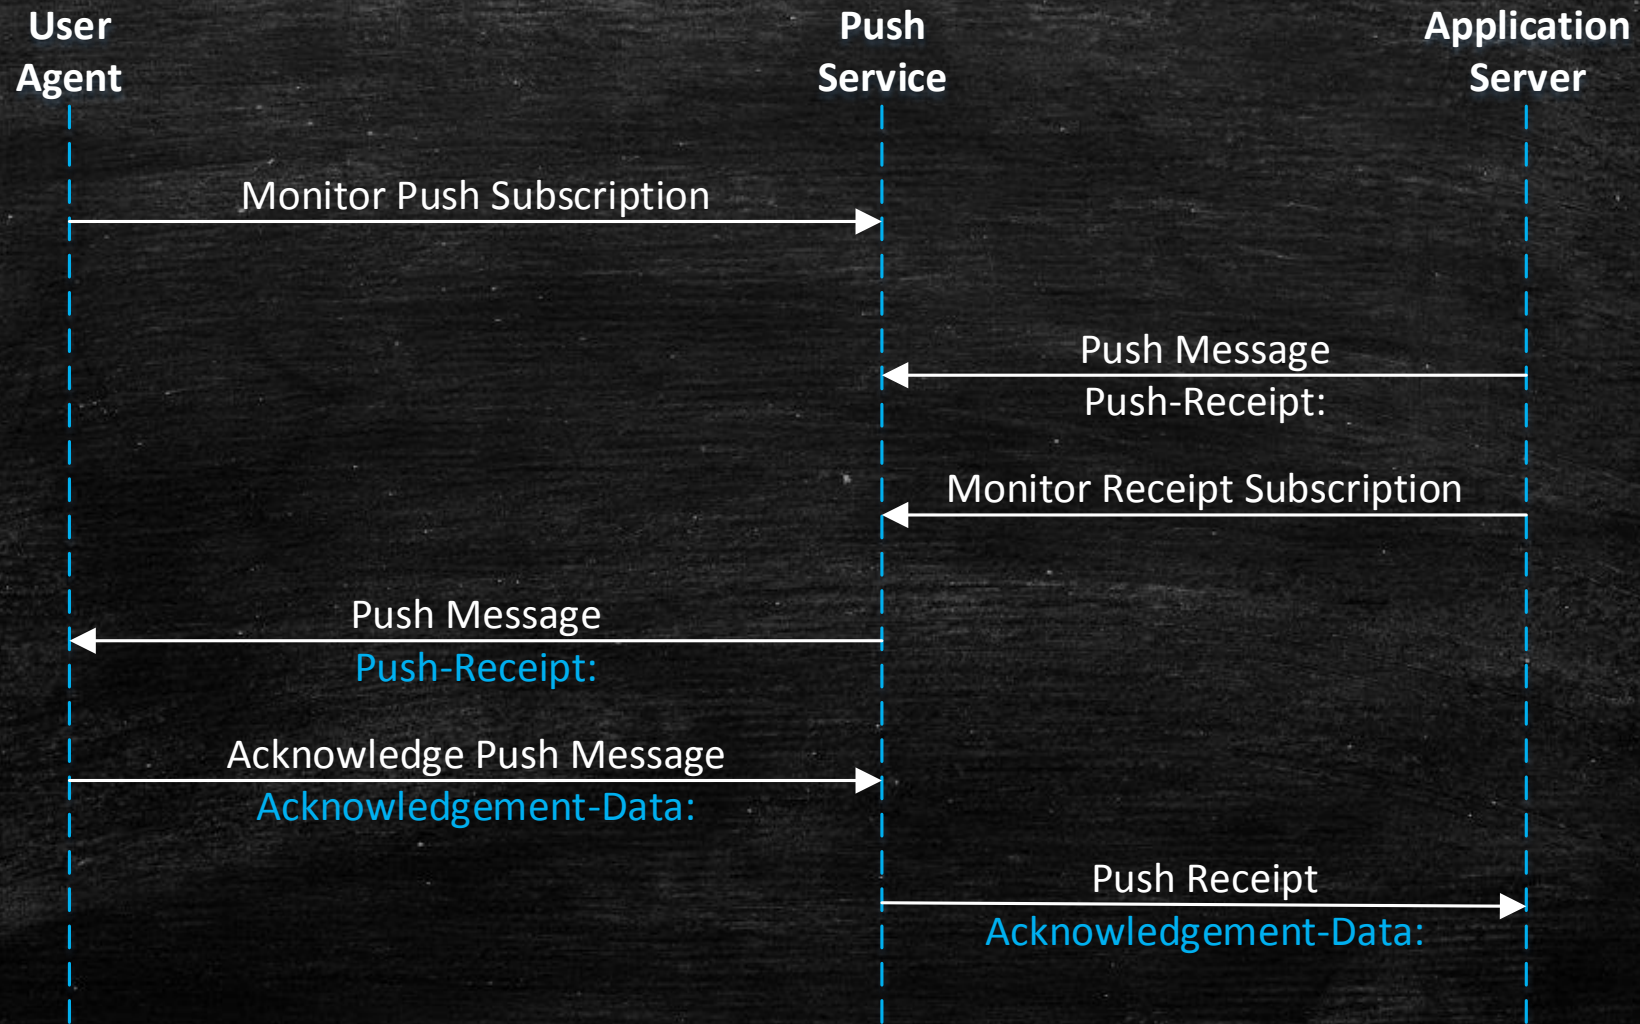 User
Agent
Push
Service
Application
Server
Monitor Push Subscription
Push Message
Push-Receipt:
Monitor Receipt Subscription
Push Message
Push-Receipt:
Acknowledge Push Message
Acknowledgement-Data:
Push Receipt
Acknowledgement-Data: